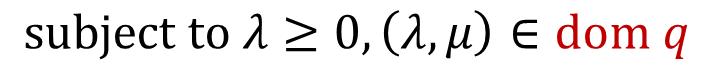 subject to λ ≥ 0, (λ, μ) ∈ dom q